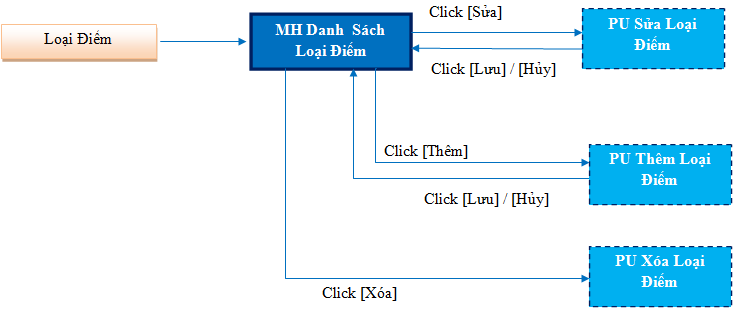 Click [Sửa]
Loại Điểm
MH Danh Sách
Loại Điểm
PU Sửa Loại
Điểm
Click [Lưu] / [Hủy]
Click [Thêm]
PU Thêm Loại
Điểm
Click [Lưu] / [Hủy]
PU Xóa Loại
Điểm
Click [Xóa]